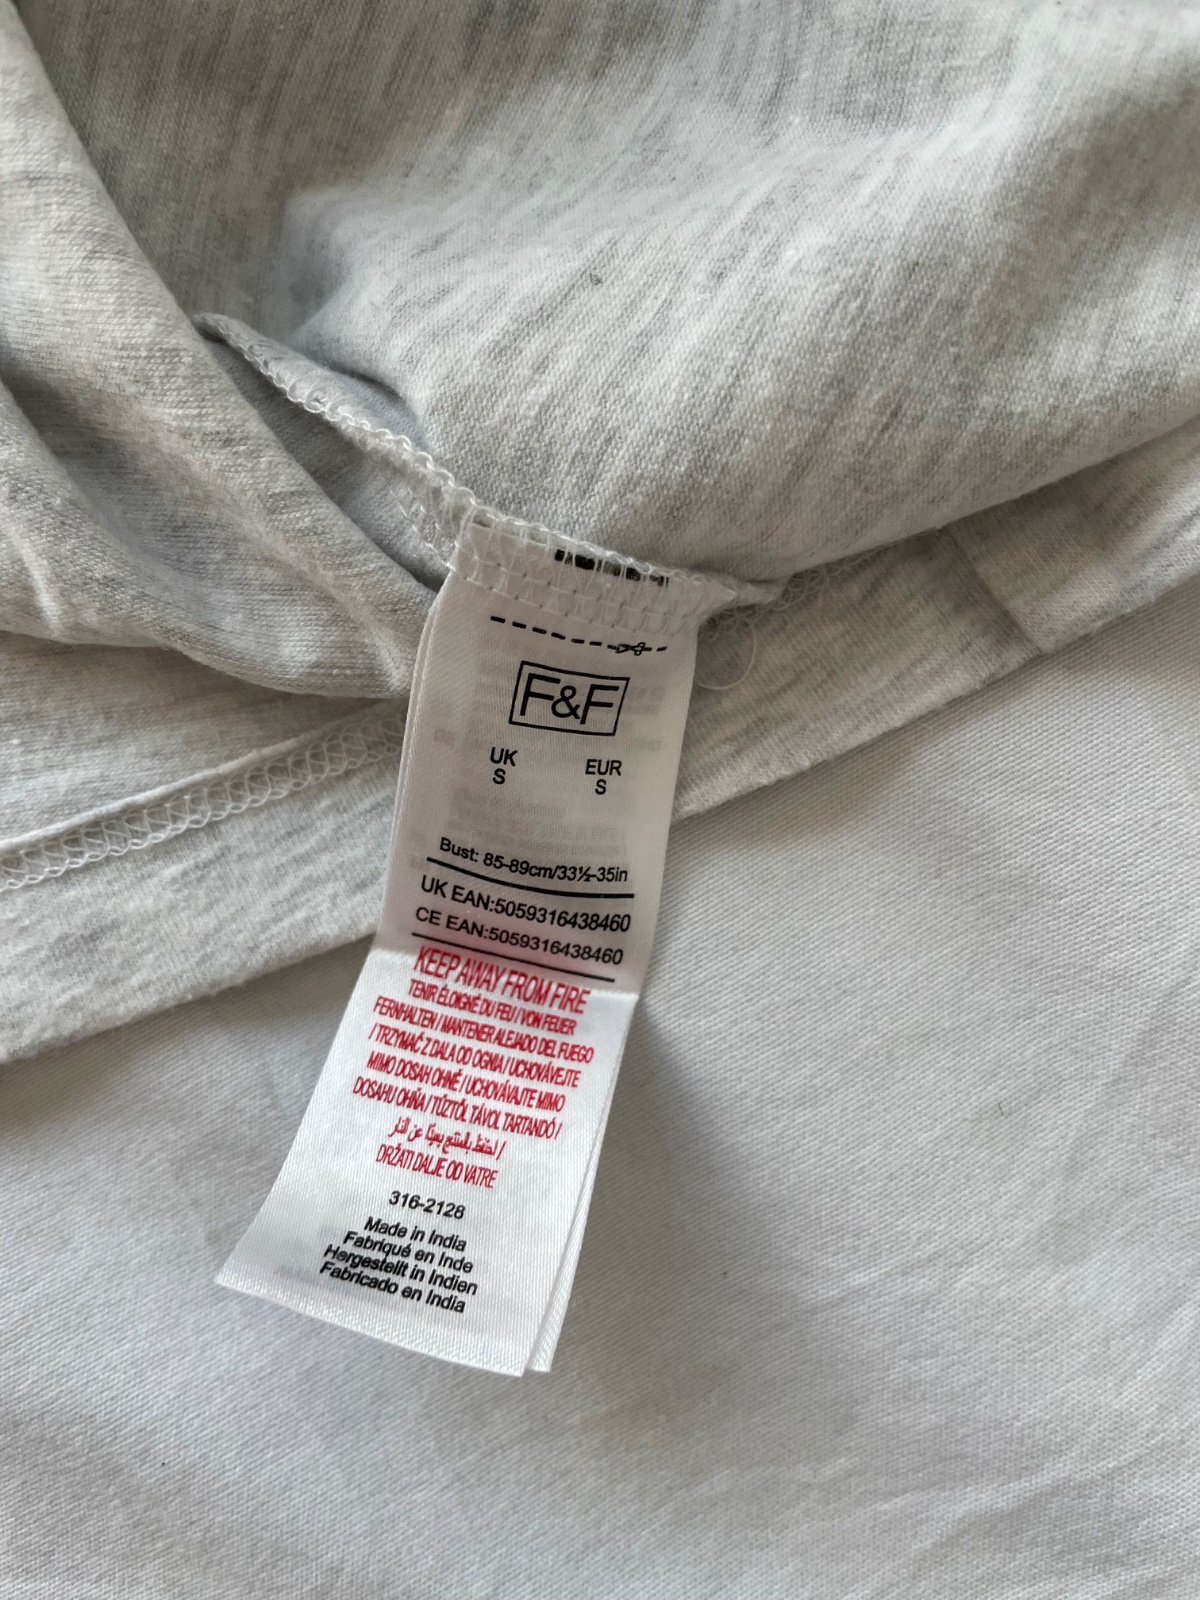 F&F
UK EUR
S S
Bust: 85-89cm/33½-35in
UK EAN:5059316438460
CE EAN:5059316438460
KEEP AWAY FROM FIRE
TENIR ÉLOIGNÉ DU FEU / VON FEUER
FERNHALTEN / MANTENER ALEJADO DEL FUEGO
/ TRZYMAĆ Z DALA OD OGNIA / UCHOVÁVEJTE
MIMO DOSAH OHNĚ / UCHOVÁVAJTE MIMO
DOSAHU OHŇA / TŰZTŐL TÁVOL TARTANDÓ /
/ احتفظ بالمنتج بعيدًا عن النار
DRŽATI DALJE OD VATRE
316-2128
Made in India
Fabriqué en Inde
Hergestellt in Indien
Fabricado en India